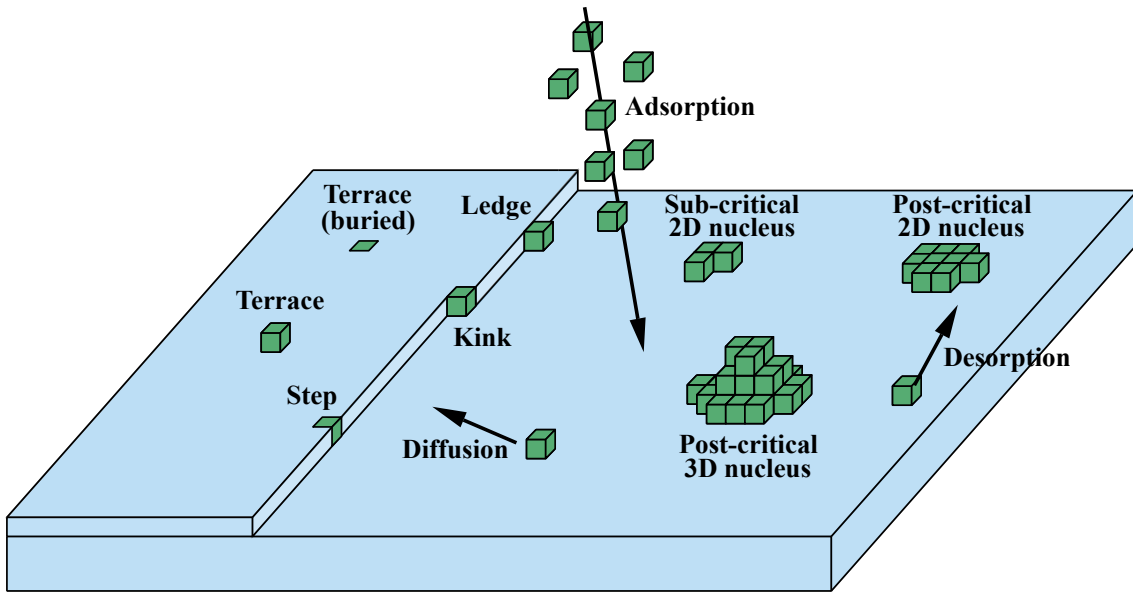 Adsorption
Terrace
(buried)
Ledge
Sub-critical
2D nucleus
Post-critical
2D nucleus
Terrace
Kink
Desorption
Step
Diffusion
Post-critical
3D nucleus